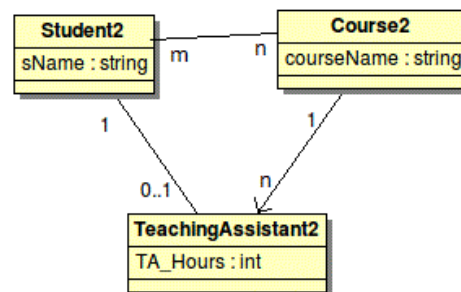 Student2
sName : string
m
n
Course2
courseName : string
1
1
0..1
n
TeachingAssistant2
TA_Hours : int